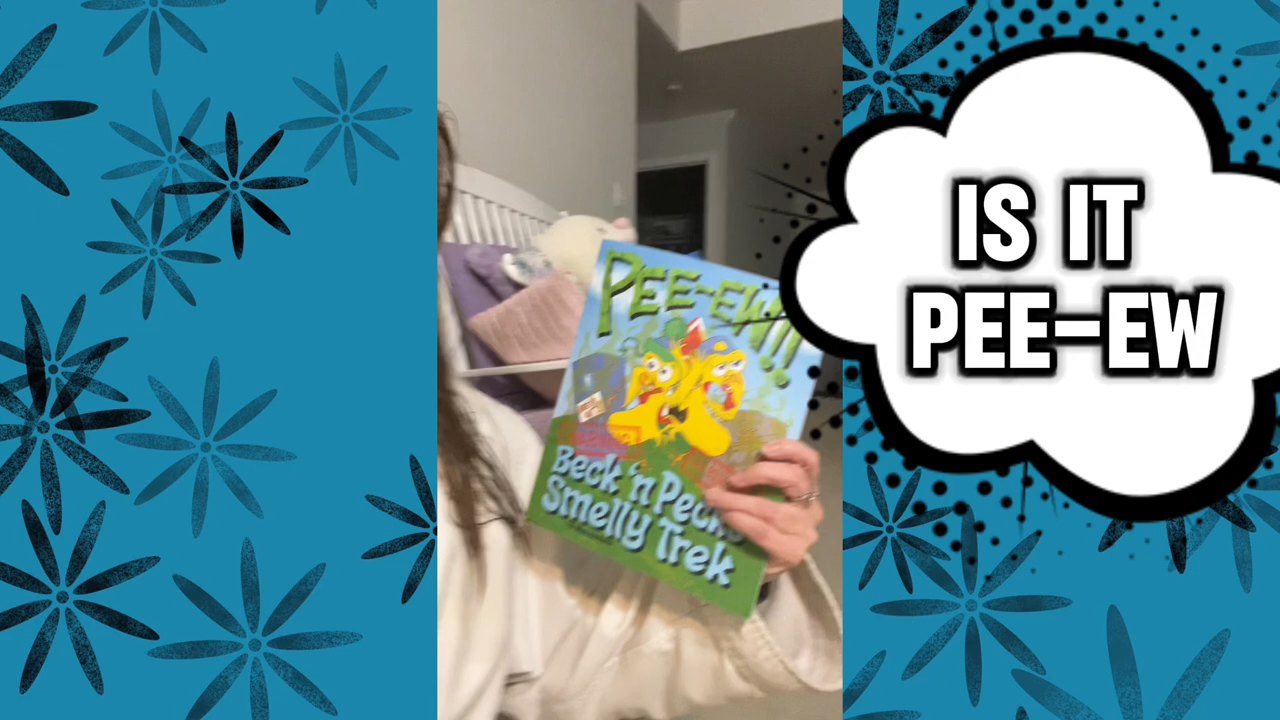 PEE-EW!!
Beck 'n Peck's
Smelly Trek
IS IT
PEE-EW